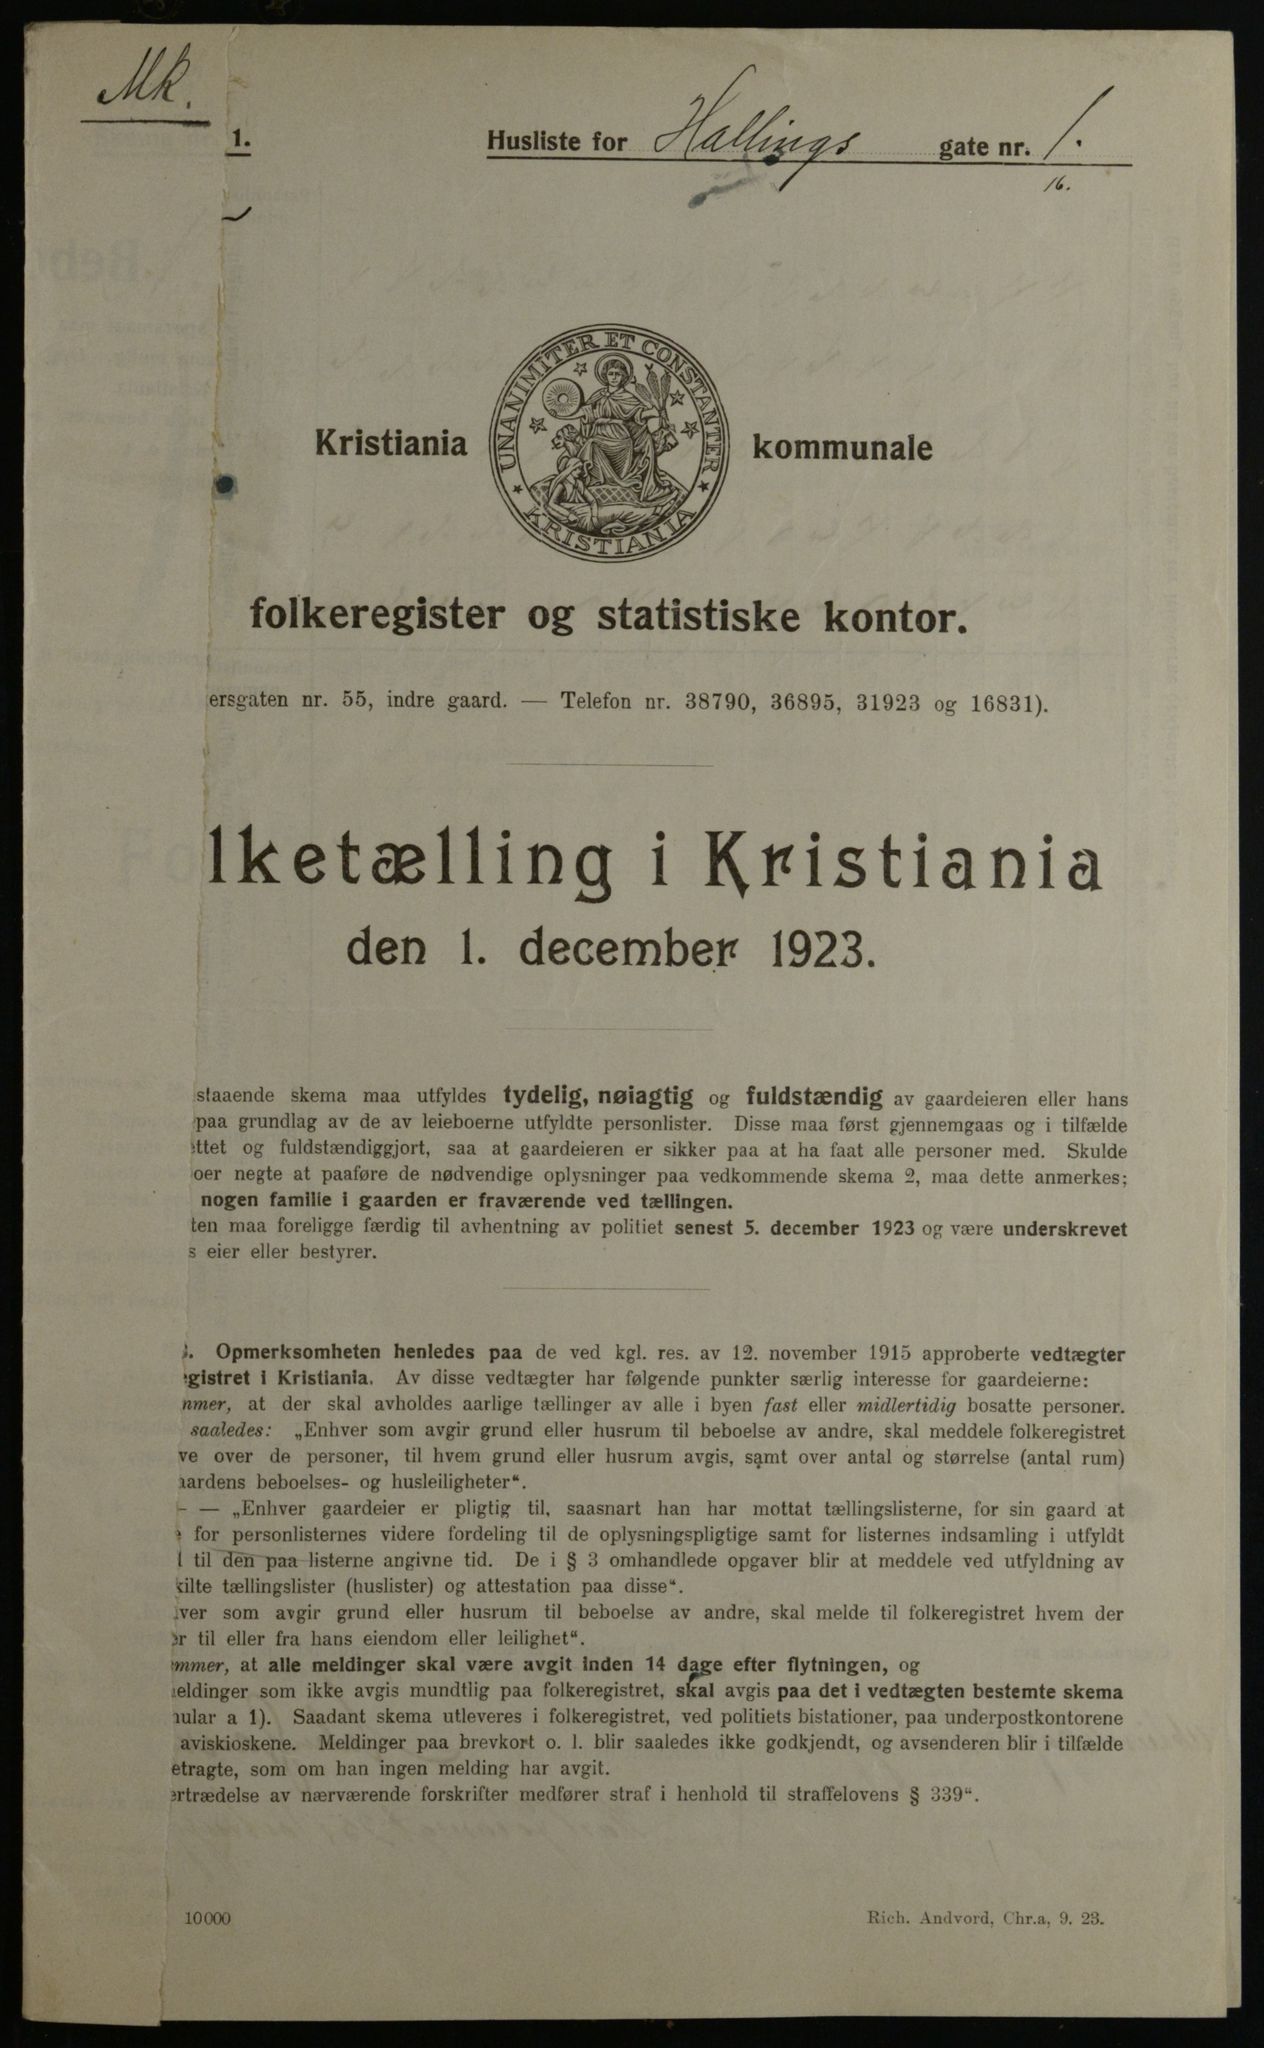 Mk.
1.
Husliste for Hallings gate nr. 1.
16.
UNANIMITER ET CONSTANTER
KRISTIANIA
Kristiania kommunale
folkeregister og statistiske kontor.
ersgaten nr. 55, indre gaard. — Telefon nr. 38790, 36895, 31923 og 16831).
lketælling i Kristiania
den 1. december 1923.
staaende skema maa utfyldes tydelig, nøiagtig og fuldstændig av gaardeieren eller hans
paa grundlag av de av leieboerne utfyldte personlister. Disse maa først gjennemgaas og i tilfælde
ttet og fuldstændiggjort, saa at gaardeieren er sikker paa at ha faat alle personer med. Skulde
oer negte at paaføre de nødvendige oplysninger paa vedkommende skema 2, maa dette anmerkes;
nogen familie i gaarden er fraværende ved tællingen.
ten maa foreligge færdig til avhentning av politiet senest 5. december 1923 og være underskrevet
s eier eller bestyrer.
. Opmerksomheten henledes paa de ved kgl. res. av 12. november 1915 approberte vedtægter
egistret i Kristiania. Av disse vedtægter har følgende punkter særlig interesse for gaardeierne:
mmer, at der skal avholdes aarlige tællinger av alle i byen fast eller midlertidig bosatte personer.
saaledes: „Enhver som avgir grund eller husrum til beboelse av andre, skal meddele folkeregistret
ve over de personer, til hvem grund eller husrum avgis, samt over antal og størrelse (antal rum)
aardens beboelses- og husleiligheter“.
- — „Enhver gaardeier er pligtig til, saasnart han har mottat tællingslisterne, for sin gaard at
for personlisternes videre fordeling til de oplysningspligtige samt for listernes indsamling i utfyldt
l til den paa listerne angivne tid. De i § 3 omhandlede opgaver blir at meddele ved utfyldning av
kilte tællingslister (huslister) og attestation paa disse“.
ver som avgir grund eller husrum til beboelse av andre, skal melde til folkeregistret hvem der
er til eller fra hans eiendom eller leilighet“.
mmer, at alle meldinger skal være avgit inden 14 dage efter flytningen, og
eldinger som ikke avgis mundtlig paa folkeregistret, skal avgis paa det i vedtægten bestemte skema
ular a 1). Saadant skema utleveres i folkeregistret, ved politiets bistationer, paa underpostkontorene
aviskioskene. Meldinger paa brevkort o. l. blir saaledes ikke godkjendt, og avsenderen blir i tilfælde
etragte, som om han ingen melding har avgit.
ertrædelse av nærværende forskrifter medfører straf i henhold til straffelovens § 339“.
10000
Rich. Andvord, Chr.a, 9. 23.